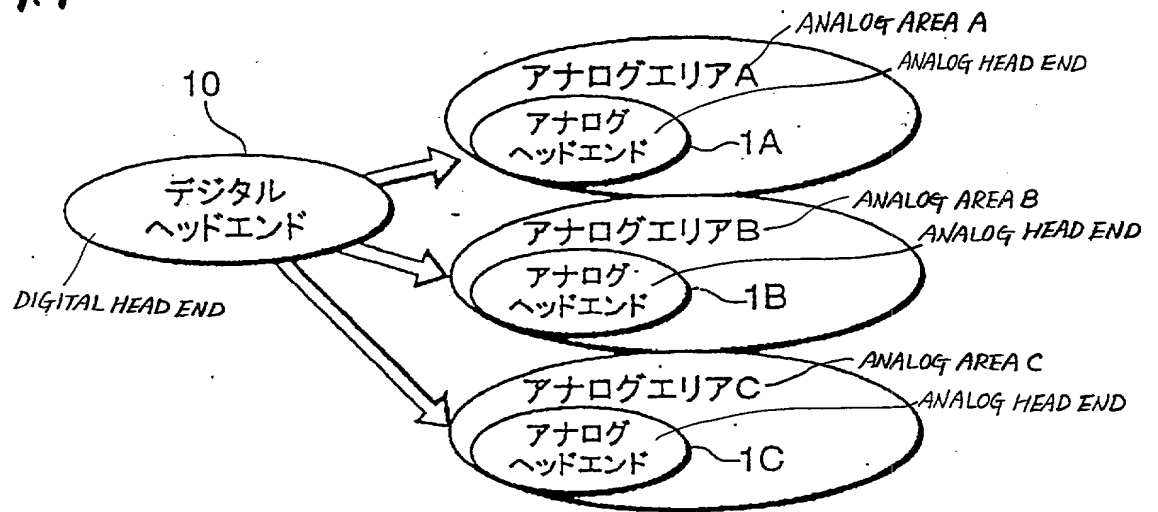 ANALOG AREA A
アナログエリアA
ANALOG HEAD END
10
アナログ
ヘッドエンド
1A
デジタル
ヘッドエンド
ANALOG AREA B
アナログエリアB
ANALOG HEAD END
アナログ
ヘッドエンド
1B
DIGITAL HEAD END
ANALOG AREA C
アナログエリアC
ANALOG HEAD END
アナログ
ヘッドエンド
1C